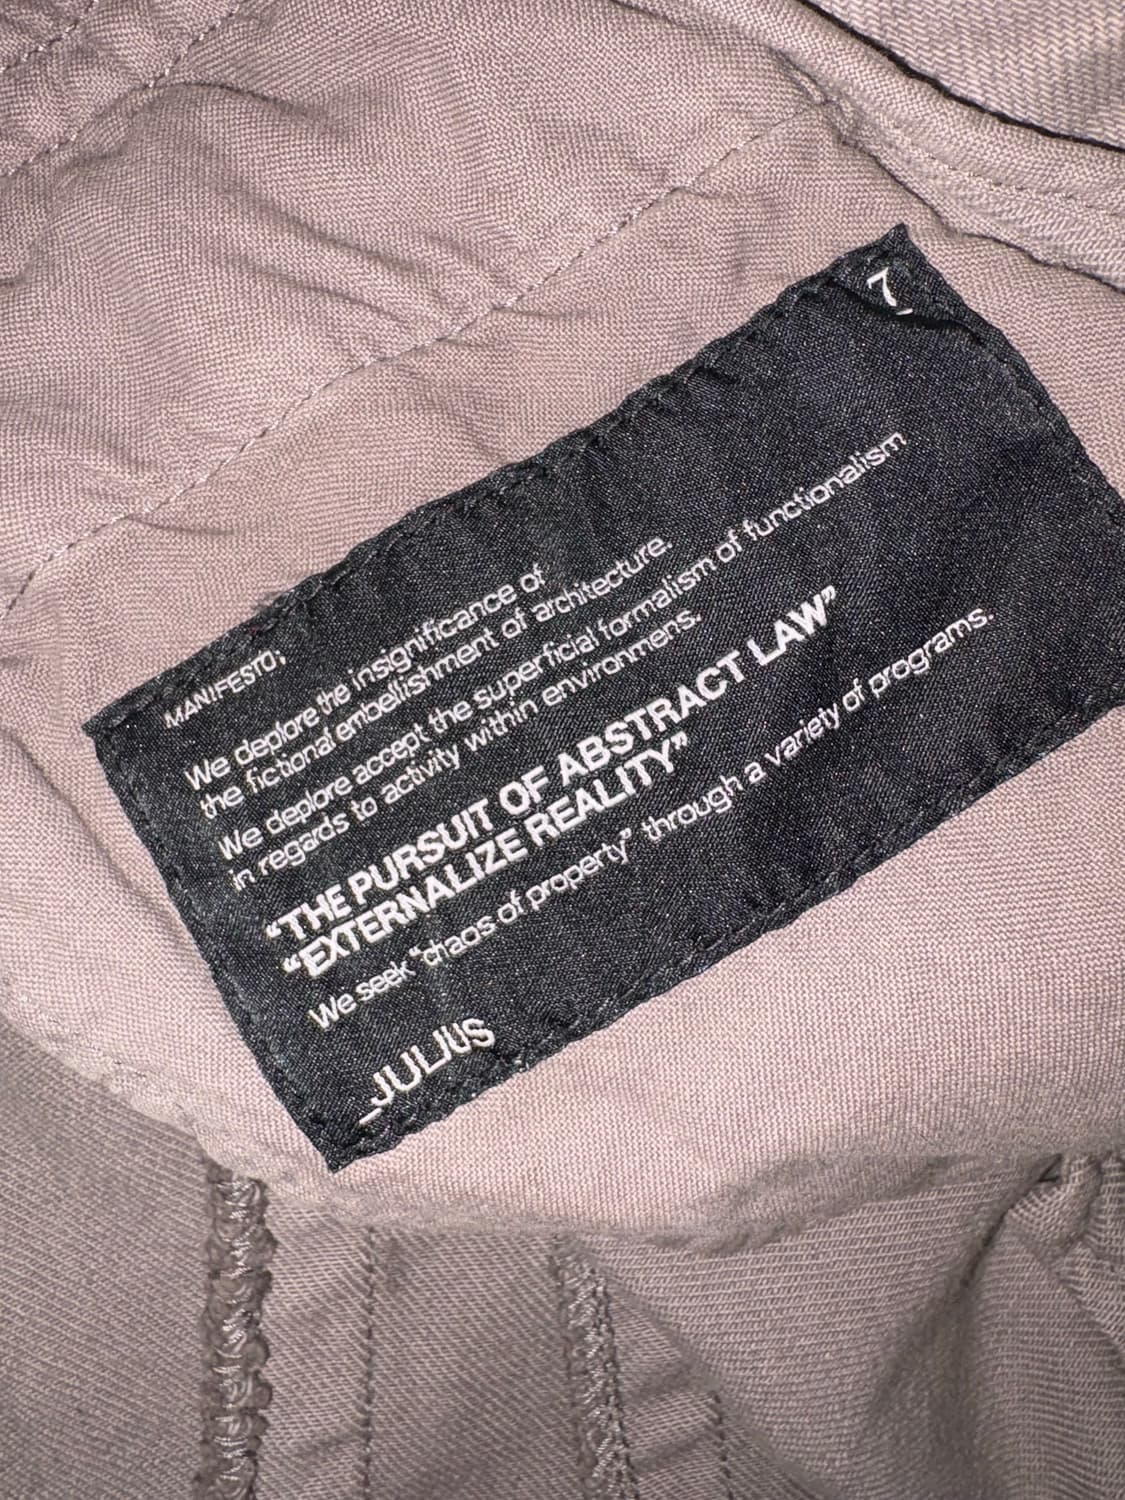 7_
MANIFESTO;
We deplore the insignificance of
the fictional embellishment of architecture.
We deplore accept the superficial formalism of functionalism
in regards to activity within environmens.
“THE PURSUIT OF ABSTRACT LAW”
“EXTERNALIZE REALITY”
We seek “chaos of property” through a variety of programs.
_JULIUS